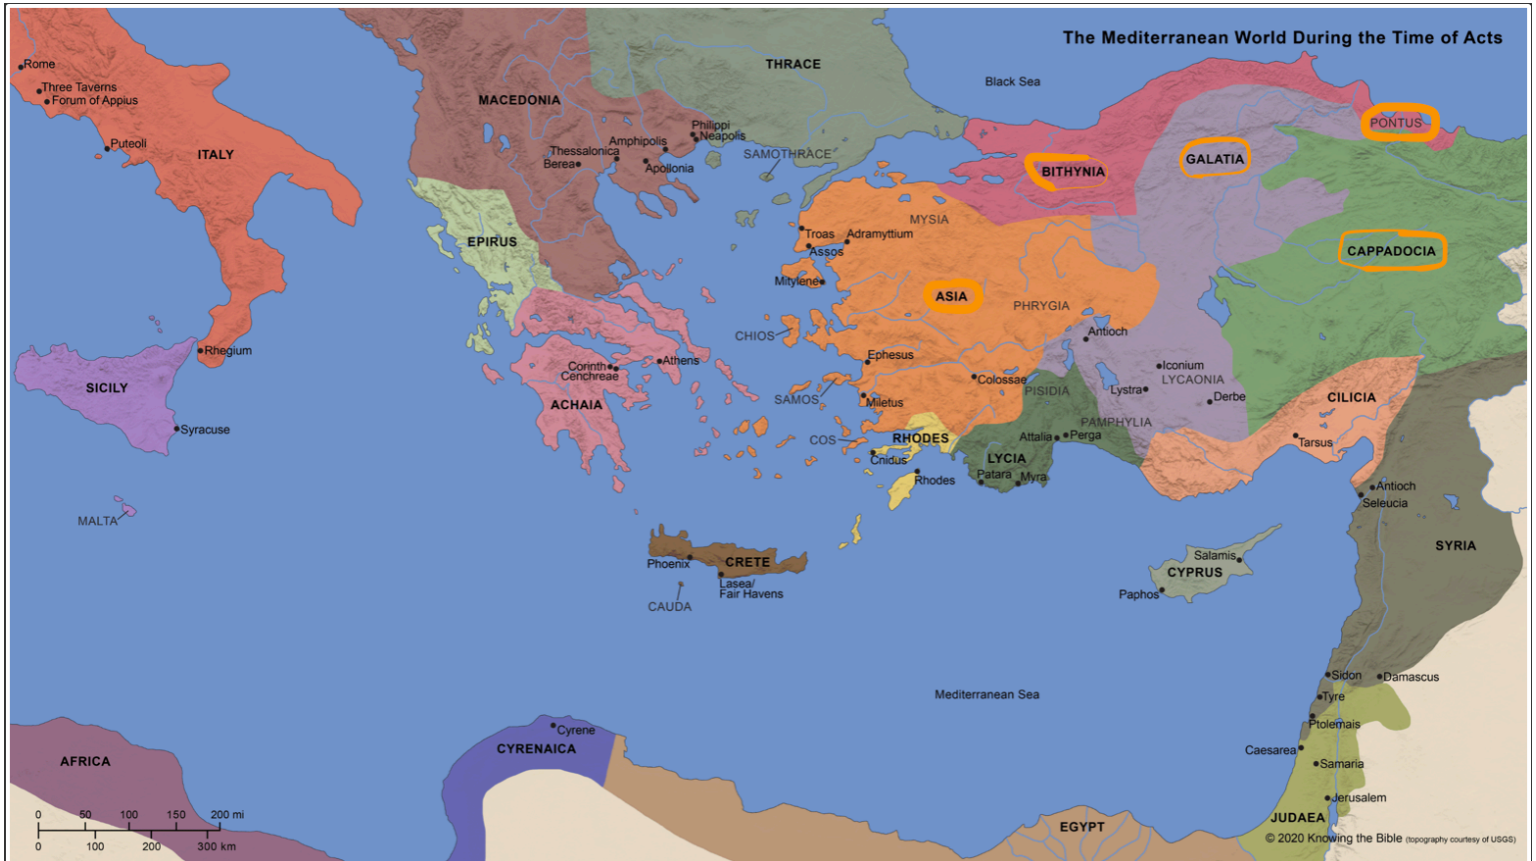 The Mediterranean World During the Time of Acts
Rome
Three Taverns
Forum of Appius
Puteoli
ITALY
Rhegium
SICILY
Syracuse
MALTA
MACEDONIA
THRACE
Black Sea
Philippi
Neapolis
Amphipolis
Thessalonica
Berea
Apollonia
SAMOTHRACE
EPIRUS
BITHYNIA
GALATIA
PONTUS
CAPPADOCIA
MYSIA
Troas
Adramyttium
Assos
Mitylene
ASIA
PHRYGIA
CHIOS
Antioch
Ephesus
Colossae
Iconium
LYCAONIA
Lystra
Derbe
PISIDIA
PAMPHYLIA
SAMOS
Miletus
COS
RHODES
Cnidus
Rhodes
Attalia
Perga
LYCIA
Patara
Myra
CILICIA
Tarsus
Athens
Corinth
Cenchreae
ACHAIA
Antioch
Seleucia
SYRIA
Phoenix
CRETE
Lasea/
Fair Havens
CAUDA
Salamis
CYPRUS
Paphos
Mediterranean Sea
Sidon
Damascus
Tyre
Ptolemais
Caesarea
Samaria
Jerusalem
JUDAEA
Cyrene
CYRENAICA
AFRICA
EGYPT
0 50 100 150 200 mi
0 100 200 300 km
© 2020 Knowing the Bible (topography courtesy of USGS)